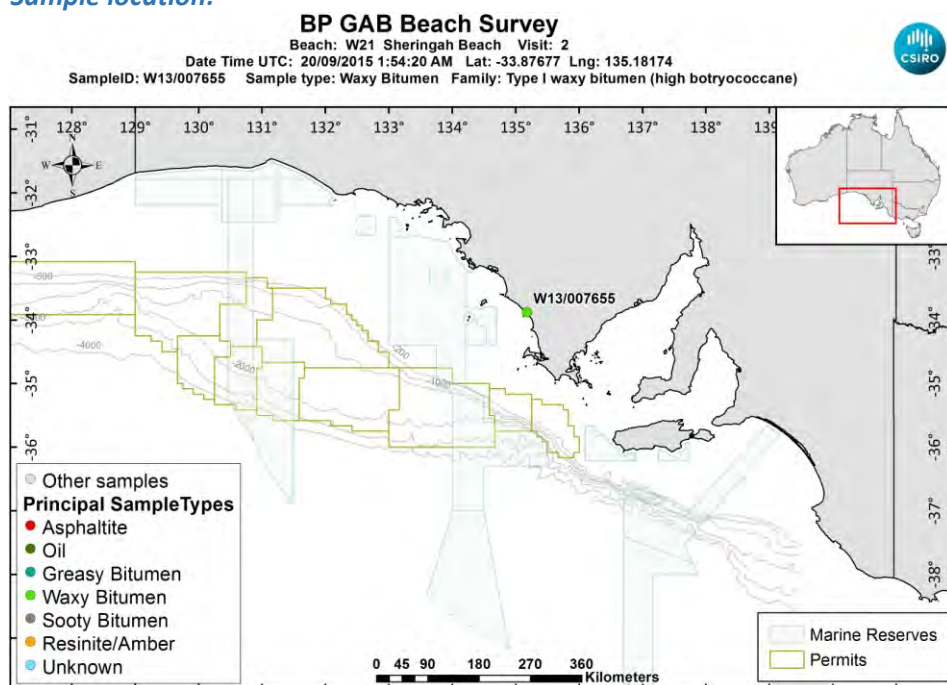 Sample location:
BP GAB Beach Survey
Beach: W21 Sheringah Beach Visit: 2
Date Time UTC: 20/09/2015 1:54:20 AM Lat: -33.87677 Lng: 135.18174
SampleID: W13/007655 Sample type: Waxy Bitumen Family: Type I waxy bitumen (high botryococcane)
CSIRO
128° 129° 130° 131° 132° 133° 134° 135° 136° 137° 138° 139
-31°
N
W E
S
-32°
-33°
-34°
-35°
-36°
-37°
-38°
-31°
-32°
-33°
-34°
-35°
-36°
-37°
-38°
W13/007655
-200
-1000
-2000
-4000
Other samples
Principal SampleTypes
Asphaltite
Oil
Greasy Bitumen
Waxy Bitumen
Sooty Bitumen
Resinite/Amber
Unknown
0 45 90 180 270 360
Kilometers
Marine Reserves
Permits